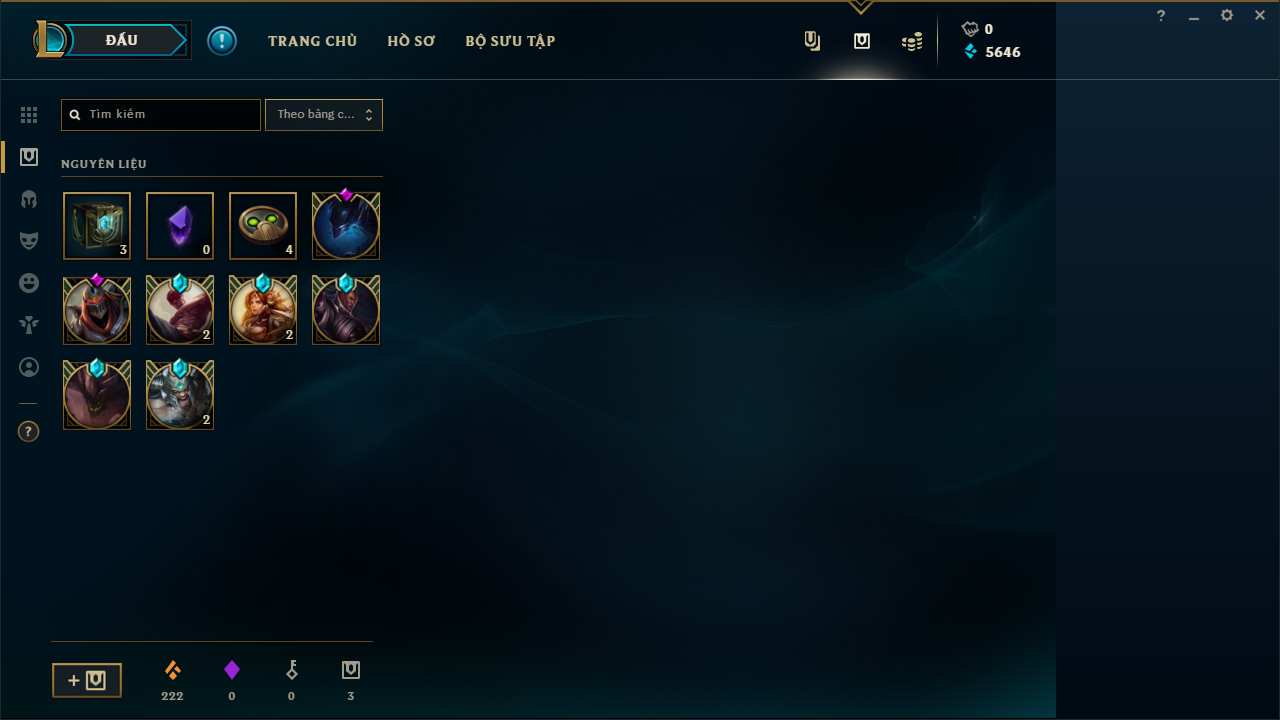 ĐẤU
!
TRANG CHỦ
HỒ SƠ
BỘ SƯU TẬP
0
5646
?
Tìm kiếm
Theo bảng c...
NGUYÊN LIỆU
3
0
4
2
2
2
?
+
222
0
0
3